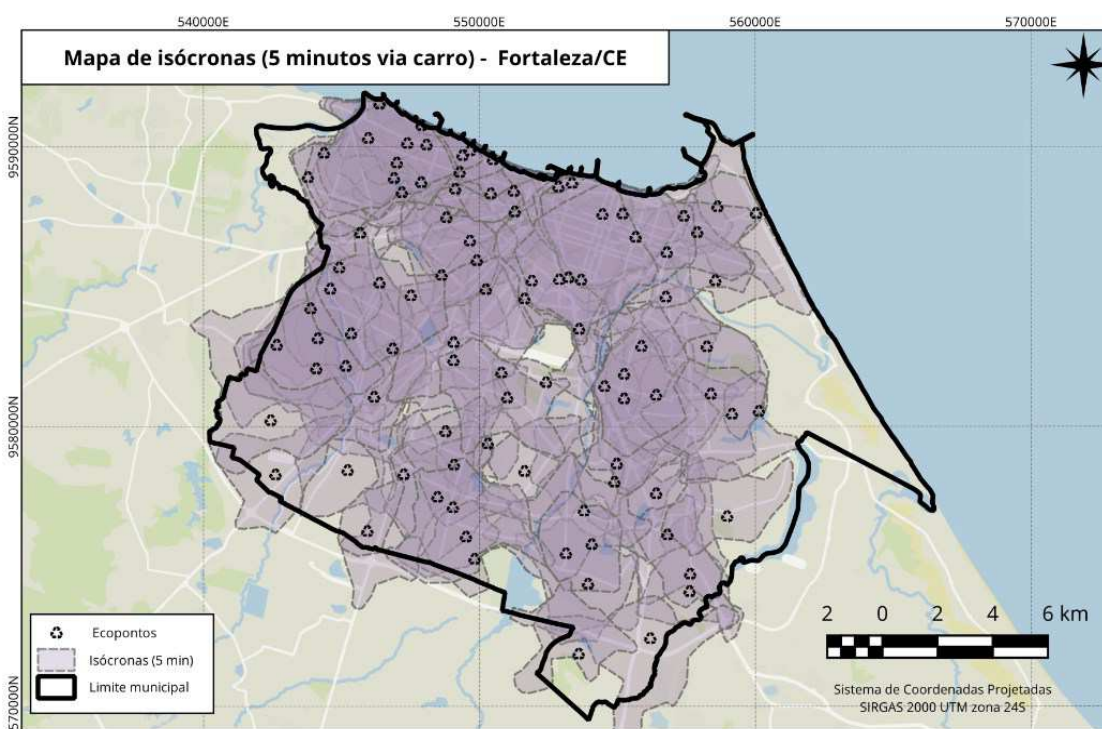 540000E 550000E 560000E 570000E
Mapa de isócronas (5 minutos via carro) - Fortaleza/CE
9590000N
9580000N
570000N
Ecopontos
Isócronas (5 min)
Limite municipal
2 0 2 4 6 km
Sistema de Coordenadas Projetadas
SIRGAS 2000 UTM zona 24S